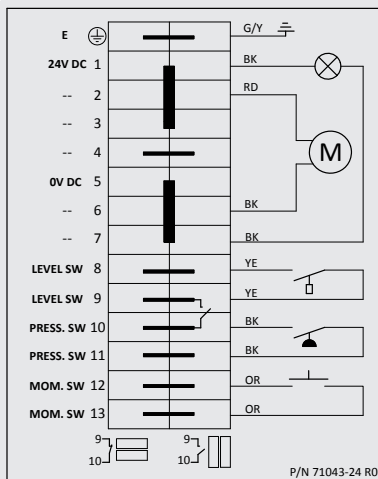 E G/Y
24V DC 1 BK
-- 2 RD
-- 3
-- 4
0V DC 5
-- 6 BK
-- 7 BK
M
LEVEL SW 8 YE
LEVEL SW 9 YE
PRESS. SW 10 BK
PRESS. SW 11 BK
MOM. SW 12 OR
MOM. SW 13 OR
9 9
10 10
P/N 71043-24 R0